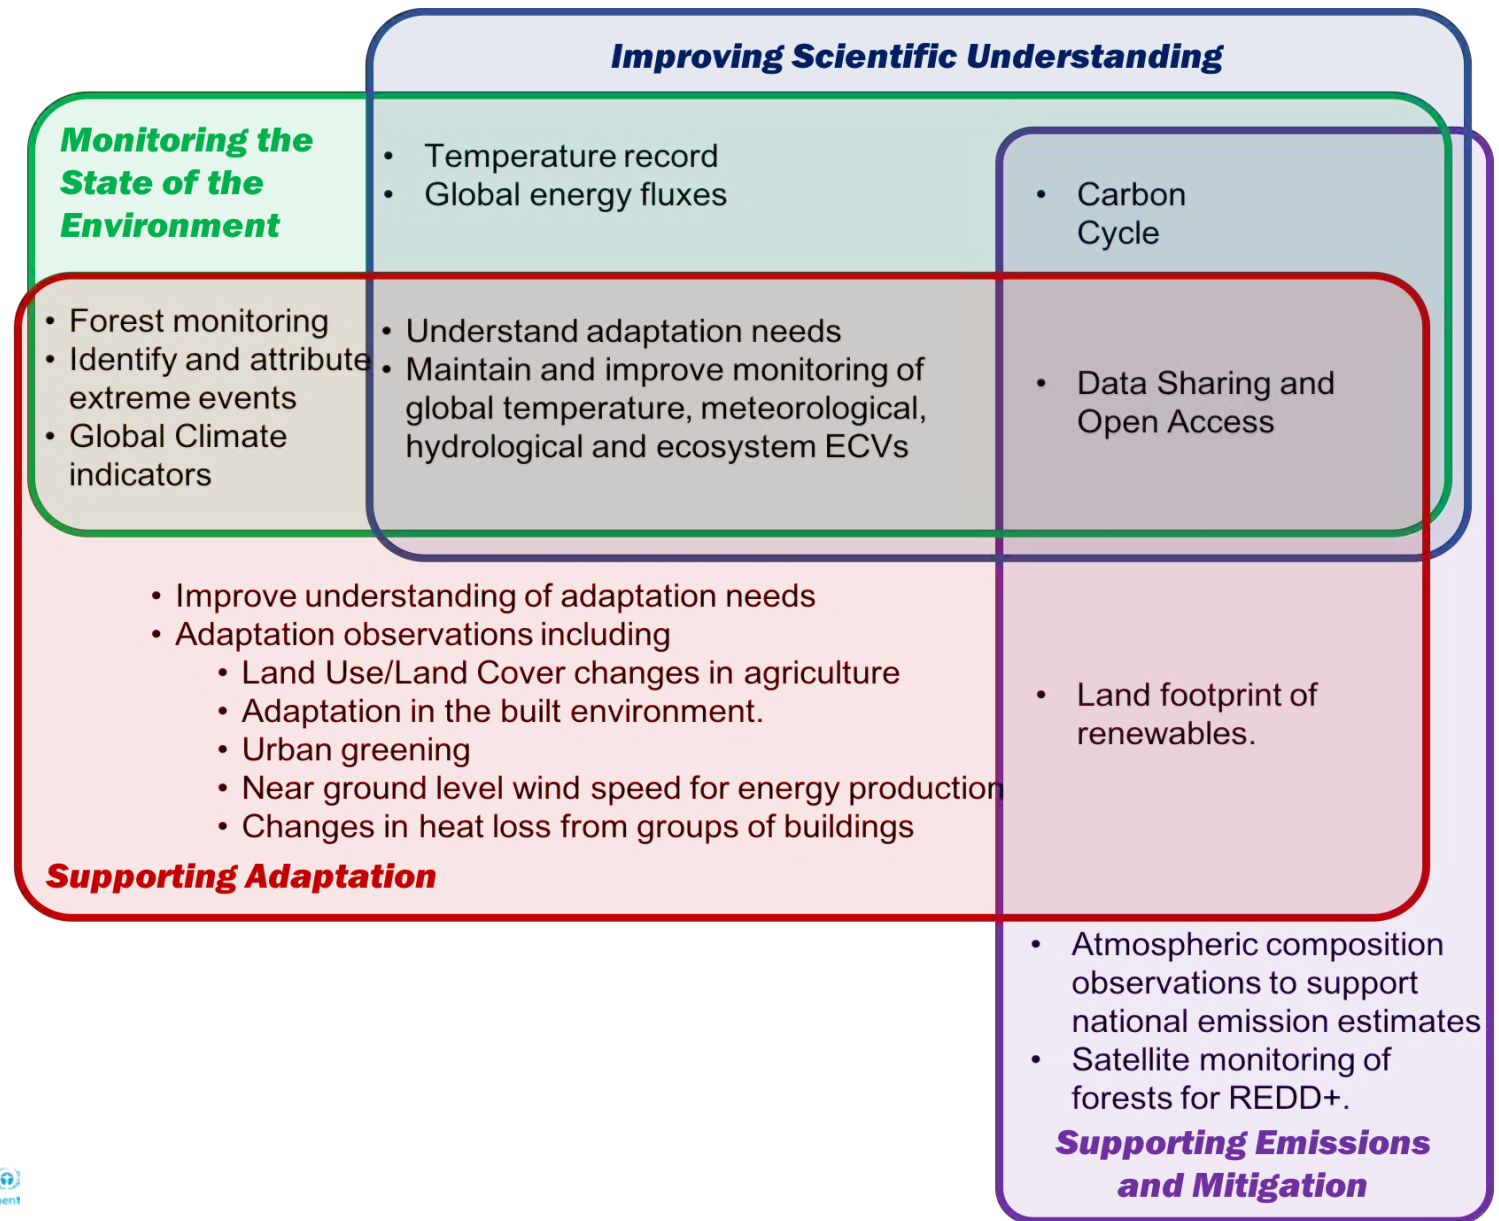 Improving Scientific Understanding
Monitoring the
State of the
Environment
• Temperature record
• Global energy fluxes
• Carbon
Cycle
• Forest monitoring
• Identify and attribute
extreme events
• Global Climate
indicators
• Understand adaptation needs
• Maintain and improve monitoring of
global temperature, meteorological,
hydrological and ecosystem ECVs
• Data Sharing and
Open Access
• Improve understanding of adaptation needs
• Adaptation observations including
• Land Use/Land Cover changes in agriculture
• Adaptation in the built environment.
• Urban greening
• Near ground level wind speed for energy production
• Changes in heat loss from groups of buildings
• Land footprint of
renewables.
Supporting Adaptation
• Atmospheric composition
observations to support
national emission estimates
• Satellite monitoring of
forests for REDD+.
Supporting Emissions
and Mitigation